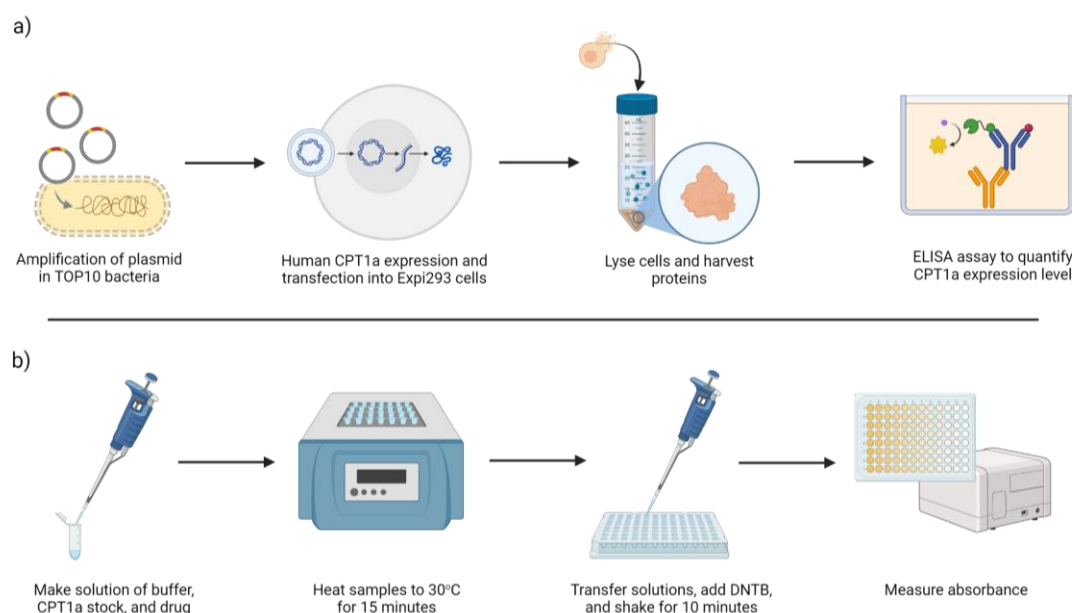 a)
Amplification of plasmid
in TOP10 bacteria
Human CPT1a expression and
transfection into Expi293 cells
Lyse cells and harvest
proteins
ELISA assay to quantify
CPT1a expression level
b)
Make solution of buffer,
CPT1a stock, and drug
Heat samples to 30°C
for 15 minutes
Transfer solutions, add DNTB,
and shake for 10 minutes
Measure absorbance